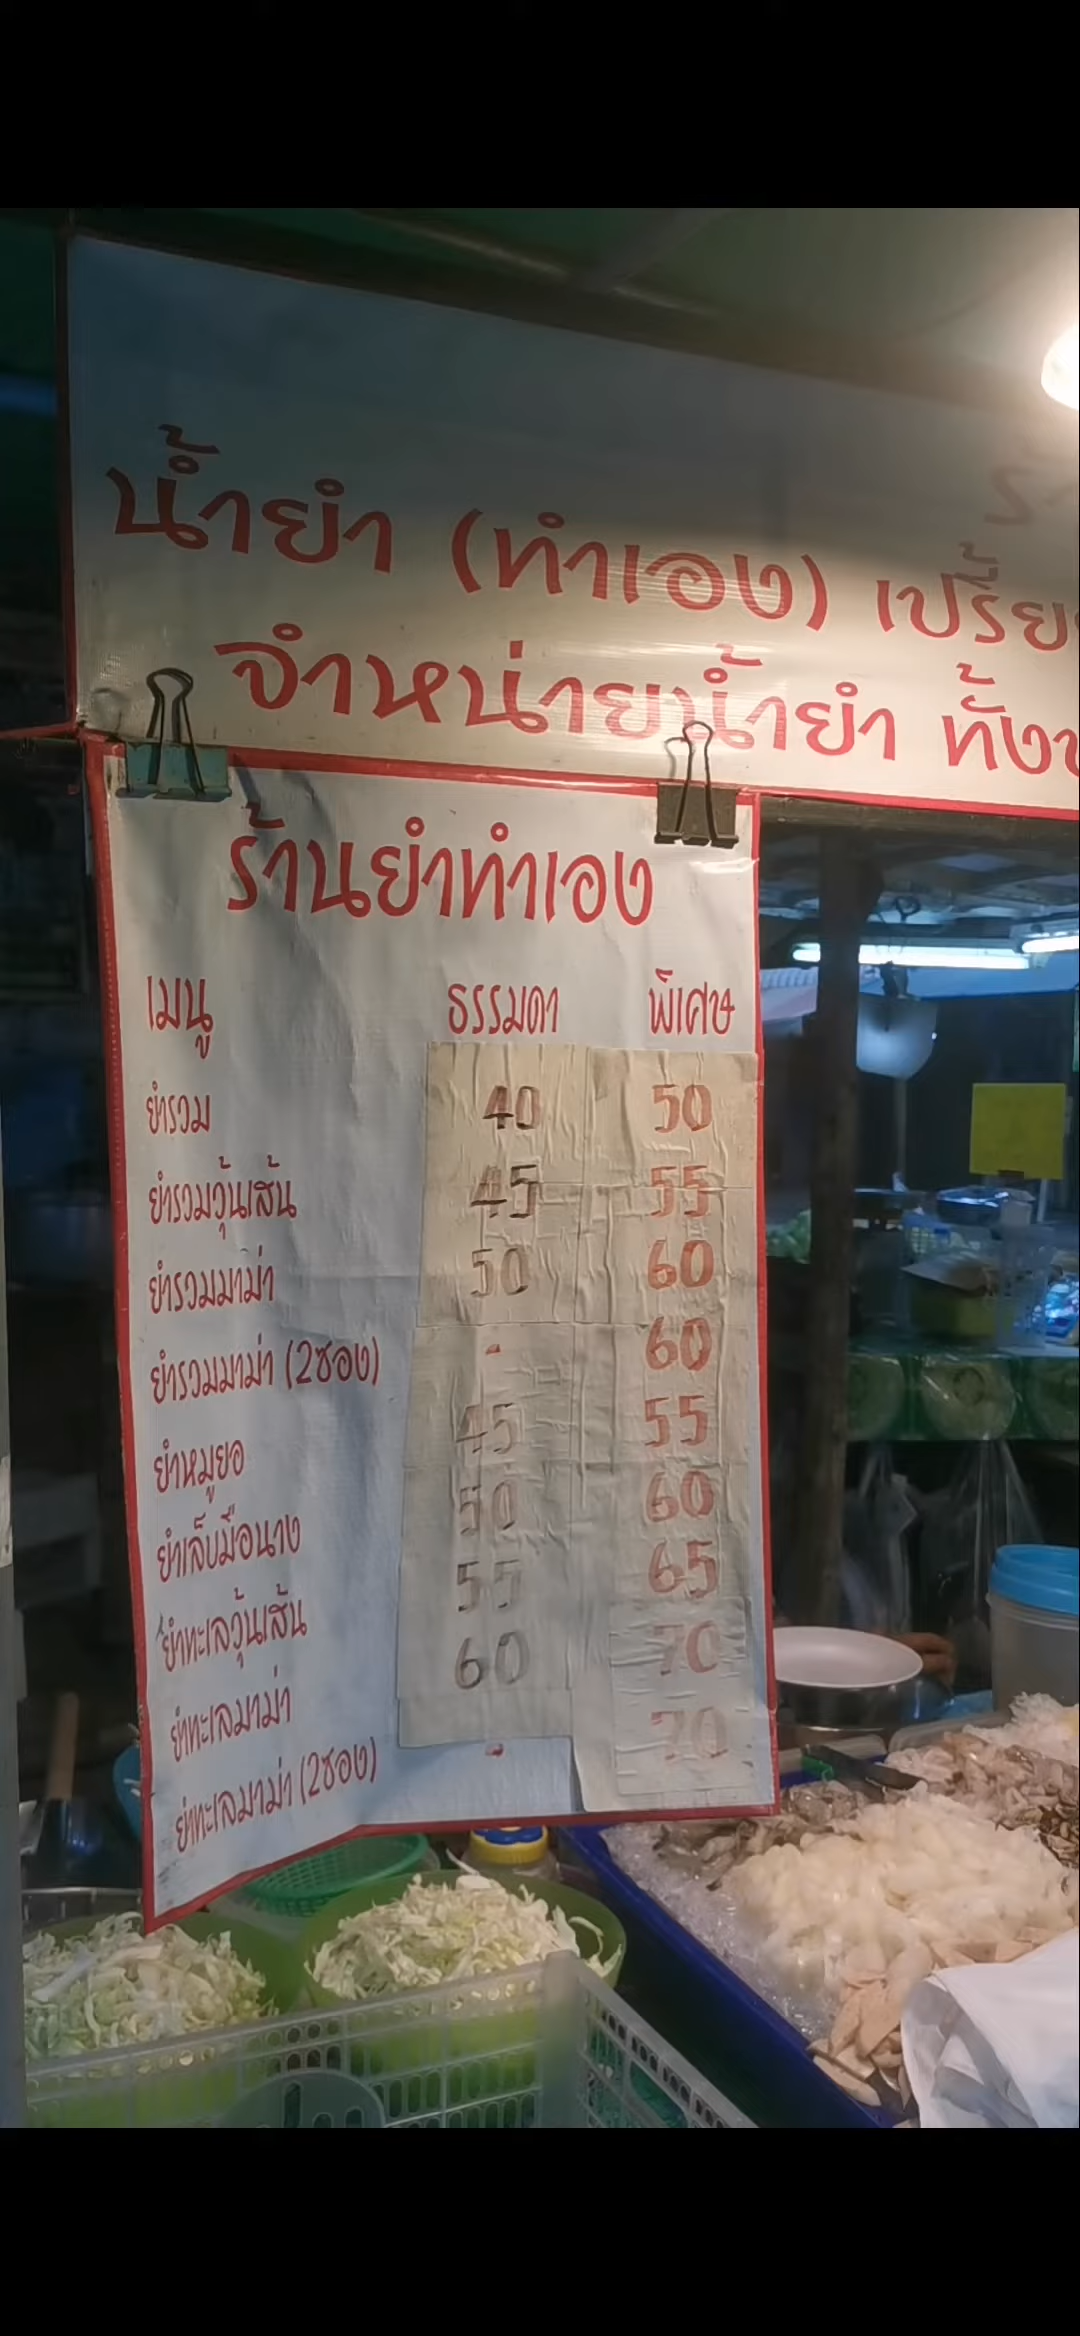 น้ำยำ (ทำเอง)
จำหน่ายน้ำยำ
ร้านยำทำเอง
เมนู ธรรมดา พิเศษ
ยำรวม 40 50
ยำรวมวุ้นเส้น 45 55
ยำรวมมาม่า 50 60
ยำรวมมาม่า (2ซอง) - 60
ยำหมูยอ 45 55
ยำเล็บมือนาง 50 60
ยำทะเลวุ้นเส้น 55 65
ยำทะเลมาม่า 60 70
ยำทะเลมาม่า (2ซอง) - 70